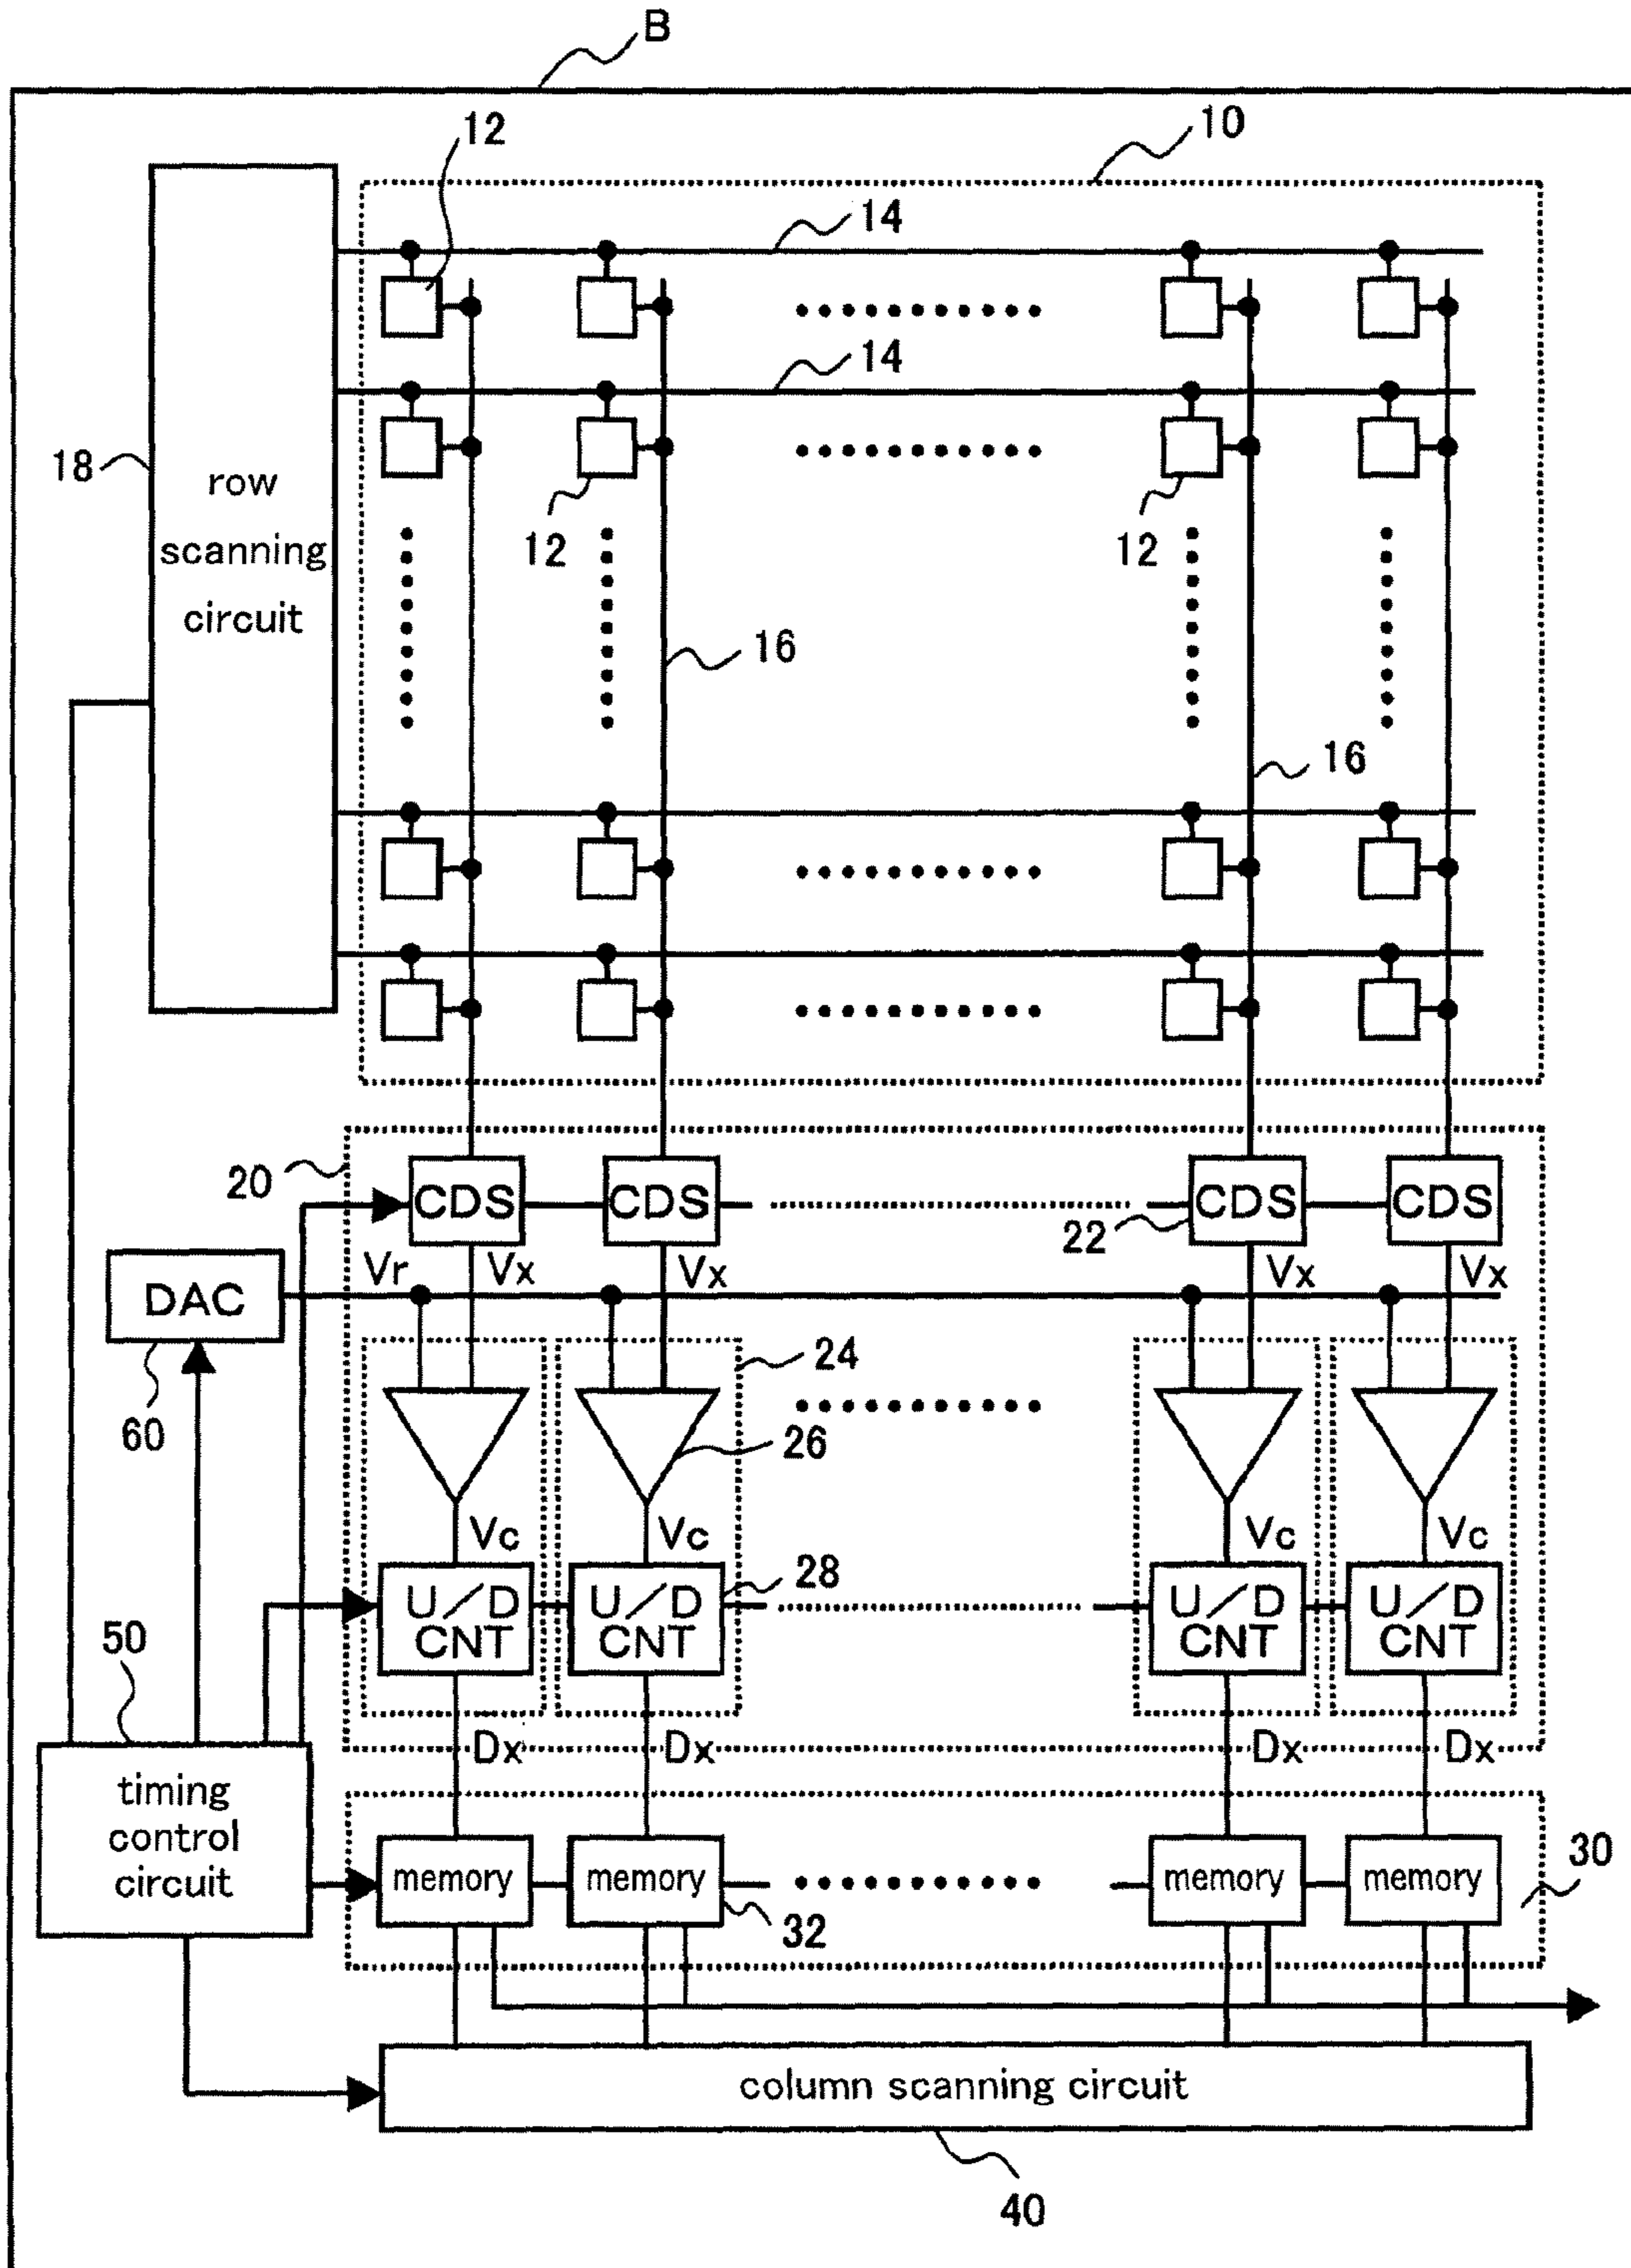 B
12
10
14
14
18
row
scanning
circuit
12
12
16
16
20
CDS
CDS
CDS
CDS
22
Vr
Vx
Vx
Vx
Vx
DAC
60
24
26
Vc
Vc
Vc
Vc
28
U/D
CNT
U/D
CNT
U/D
CNT
U/D
CNT
50
Dx
Dx
Dx
Dx
timing
control
circuit
memory
memory
memory
memory
30
32
column scanning circuit
40